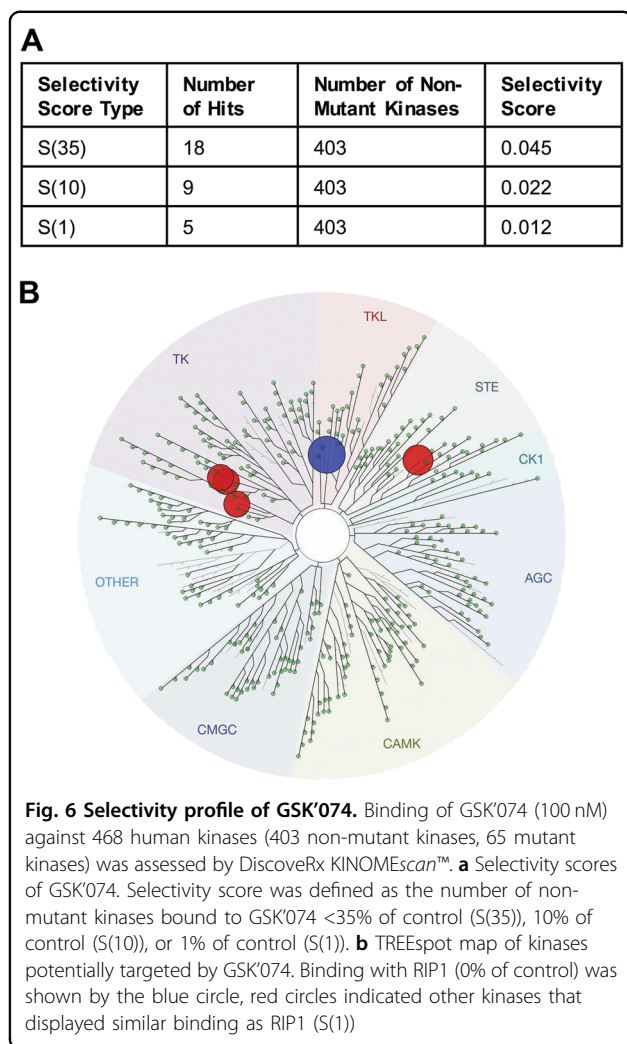 A
Selectivity Score Type Number of Hits Number of Non-Mutant Kinases Selectivity Score
S(35) 18 403 0.045
S(10) 9 403 0.022
S(1) 5 403 0.012
B
TKL
TK
STE
CK1
OTHER
AGC
CMGC
CAMK
Fig. 6 Selectivity profile of GSK'074. Binding of GSK'074 (100 nM)
against 468 human kinases (403 non-mutant kinases, 65 mutant
kinases) was assessed by DiscoveRx KINOMEscan™. a Selectivity scores
of GSK'074. Selectivity score was defined as the number of non-
mutant kinases bound to GSK'074 <35% of control (S(35)), 10% of
control (S(10)), or 1% of control (S(1)). b TREEspot map of kinases
potentially targeted by GSK'074. Binding with RIP1 (0% of control) was
shown by the blue circle, red circles indicated other kinases that
displayed similar binding as RIP1 (S(1))